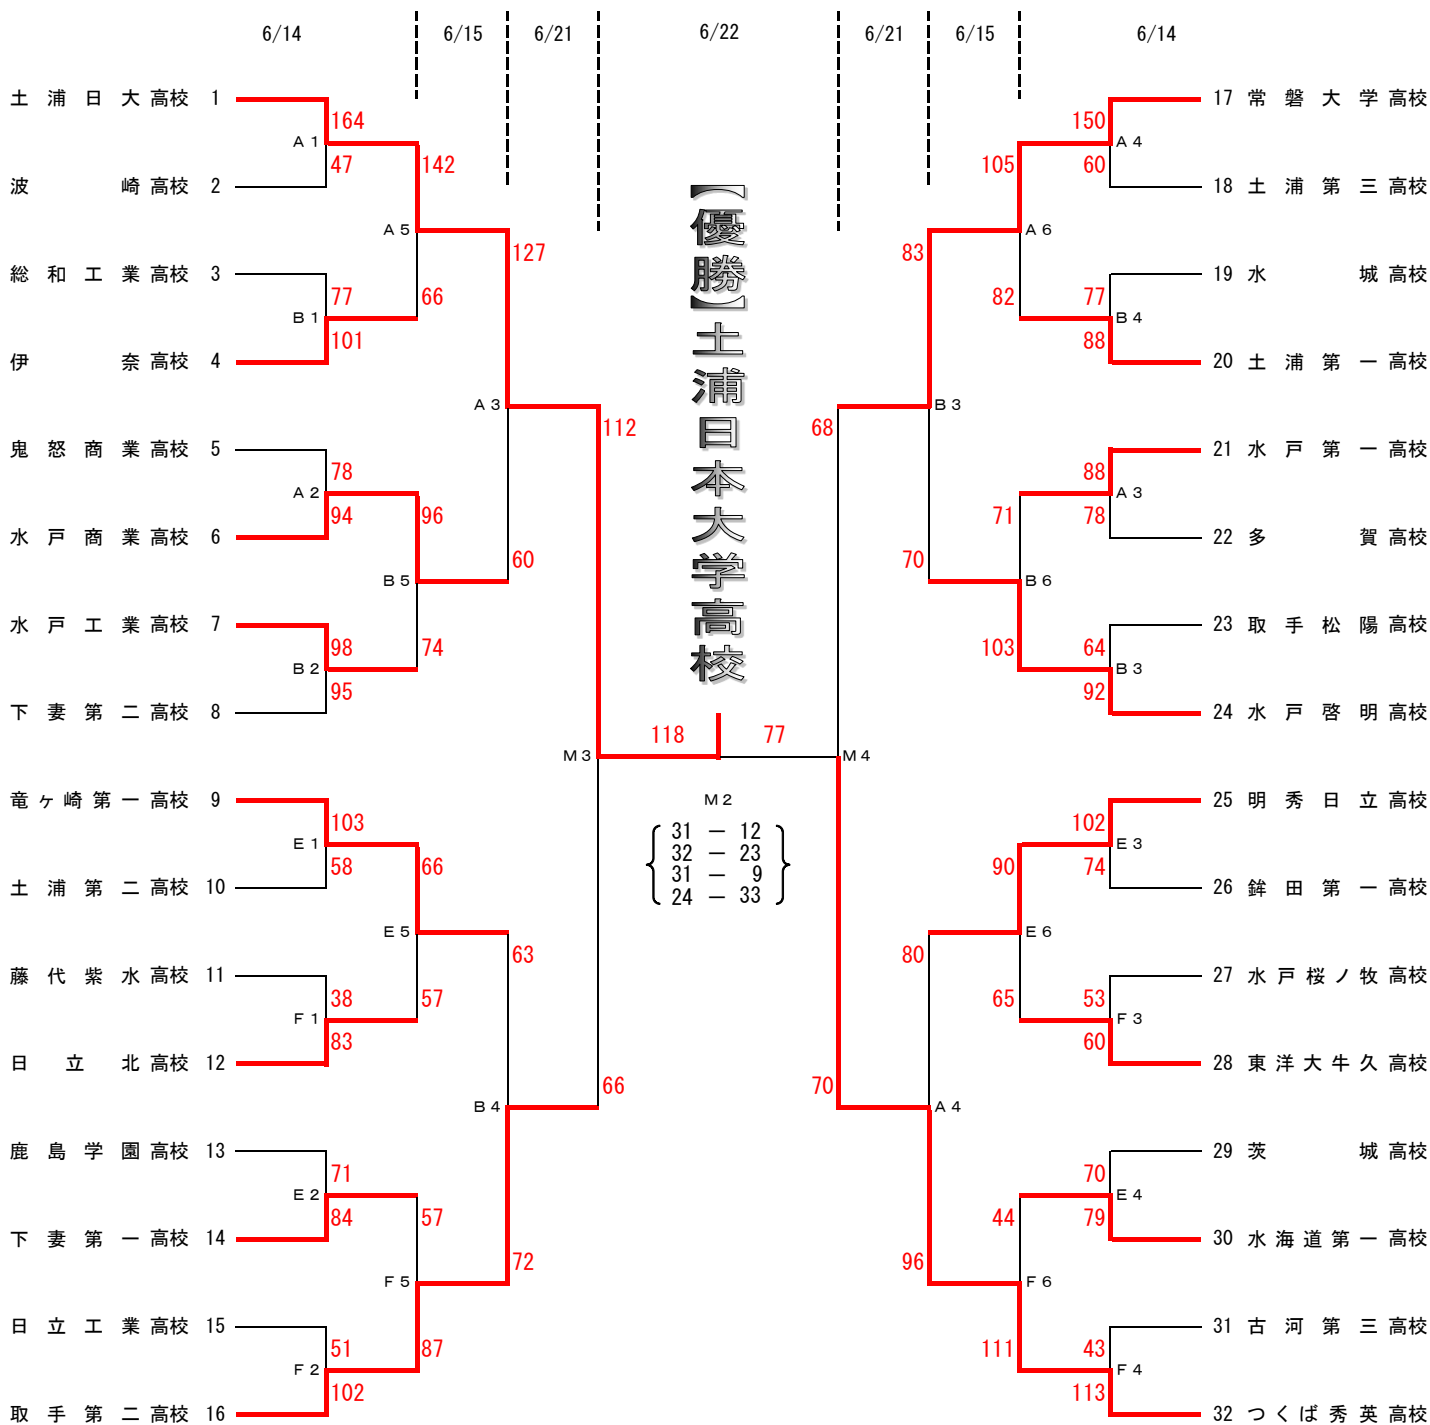 6/14 6/15 6/21 6/22 6/21 6/15 6/14
土浦日大高校 1
164
A1
47
142
波崎高校 2
A5
127
総和工業高校 3
77
66
B1
101
伊奈高校 4
A3
112
鬼怒商業高校 5
78
A2
94
96
水戸商業高校 6
60
B5
水戸工業高校 7
98
74
B2
95
下妻第二高校 8
M3
竜ヶ崎第一高校 9
103
E1
58
66
土浦第二高校 10
E5
63
藤代紫水高校 11
38
57
F1
83
日立北高校 12
66
B4
鹿島学園高校 13
71
E2
84
57
下妻第一高校 14
72
F5
日立工業高校 15
51
87
F2
102
取手第二高校 16
【優勝】土浦日本大学高校
118 77
M2
31 － 12
32 － 23
31 － 9
24 － 33
17 常磐大学高校
150
A4
60
105
18 土浦第三高校
A6
83
19 水城高校
82
77
B4
88
20 土浦第一高校
B3
68
21 水戸第一高校
88
A3
78
71
22 多賀高校
70
B6
23 取手松陽高校
103
64
B3
92
24 水戸啓明高校
M4
25 明秀日立高校
102
E3
74
90
26 鉾田第一高校
E6
80
27 水戸桜ノ牧高校
65
53
F3
60
28 東洋大牛久高校
70
A4
29 茨城高校
70
E4
79
44
30 水海道第一高校
96
F6
31 古河第三高校
111
43
F4
113
32 つくば秀英高校